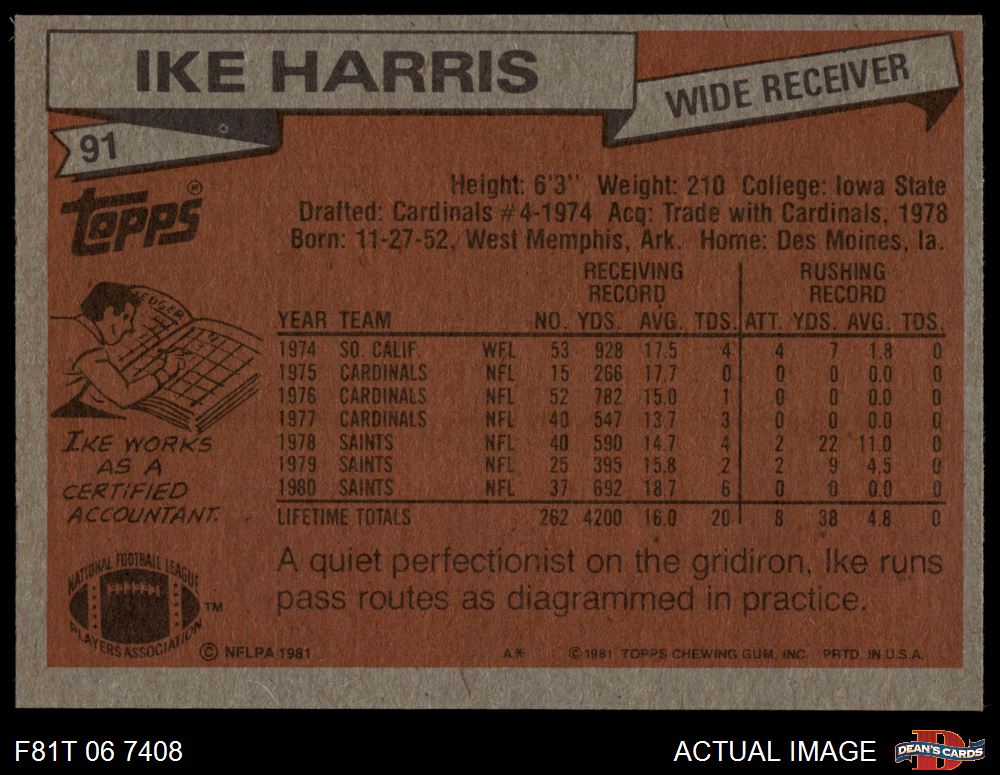 IKE HARRIS
WIDE RECEIVER
91
Topps®
Height: 6'3" Weight: 210 College: Iowa State
Drafted: Cardinals #4-1974 Acq: Trade with Cardinals, 1978
Born: 11-27-52, West Memphis, Ark. Home: Des Moines, Ia.
RECEIVING RECORD RUSHING RECORD
YEAR TEAM NO. YDS. AVG. TDS. ATT. YDS. AVG. TDS.
1974 SO. CALIF. WFL 53 928 17.5 4 4 7 1.8 0
1975 CARDINALS NFL 15 266 17.7 0 0 0 0.0 0
1976 CARDINALS NFL 52 782 15.0 1 0 0 0.0 0
1977 CARDINALS NFL 40 547 13.7 3 0 0 0.0 0
1978 SAINTS NFL 40 590 14.7 4 2 22 11.0 0
1979 SAINTS NFL 25 395 15.8 2 2 9 4.5 0
1980 SAINTS NFL 37 692 18.7 6 0 0 0.0 0
LIFETIME TOTALS 262 4200 16.0 20 8 38 4.8 0
LEDGER
IKE WORKS
AS A
CERTIFIED
ACCOUNTANT.
A quiet perfectionist on the gridiron, Ike runs
pass routes as diagrammed in practice.
NATIONAL FOOTBALL LEAGUE
PLAYERS ASSOCIATION
TM
© NFLPA 1981
A* © 1981 TOPPS CHEWING GUM, INC. PRTD. IN U.S.A.
F81T 06 7408
ACTUAL IMAGE
D
DEAN'S CARDS